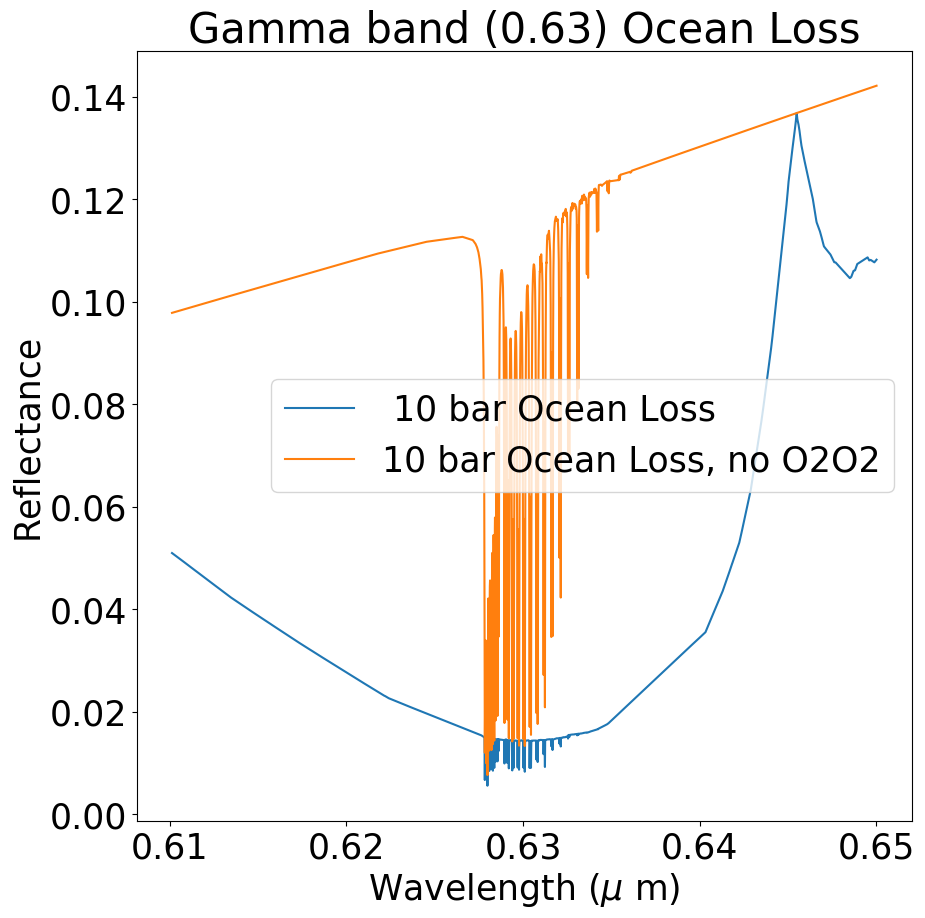 Gamma band (0.63) Ocean Loss
0.14
0.12
0.10
0.08
0.06
0.04
0.02
0.00
Reflectance
10 bar Ocean Loss
10 bar Ocean Loss, no O2O2
0.61 0.62 0.63 0.64 0.65
Wavelength (μ m)